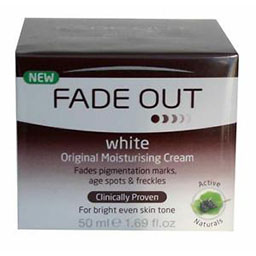 NEW
FADE OUT
white
Original Moisturising Cream
Fades pigmentation marks,
age spots & freckles
Clinically Proven
For bright even skin tone
50 ml e 1.69 fl.oz
Active
Naturals